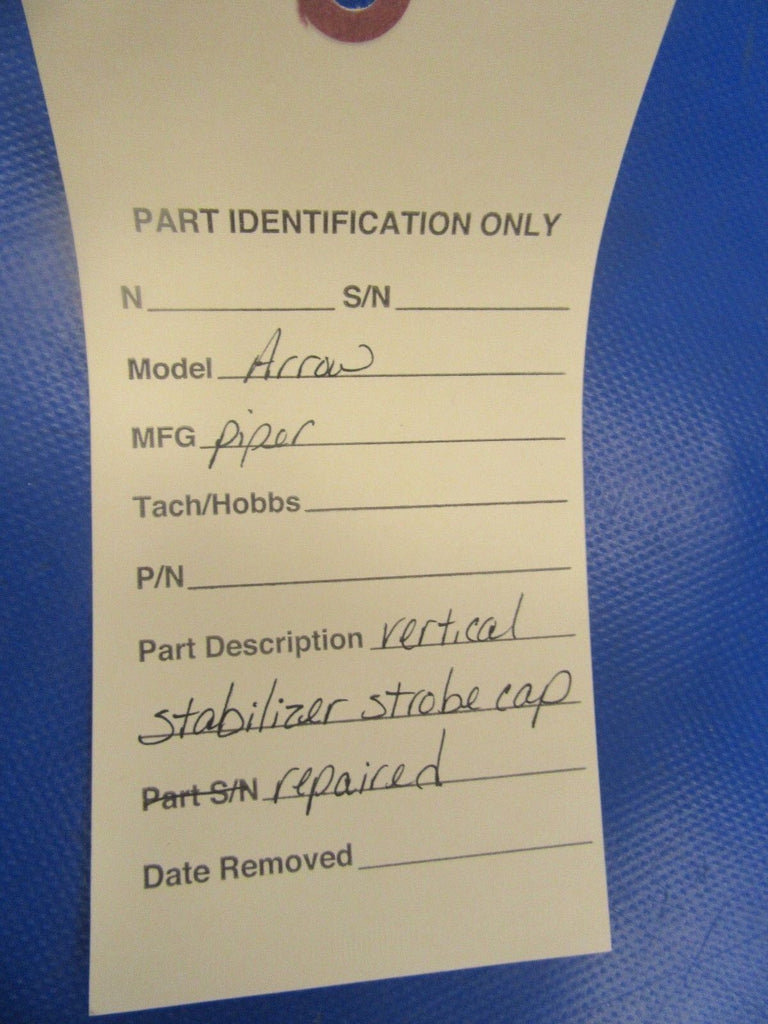 PART IDENTIFICATION ONLY
N S/N
Model Arrow
MFG piper
Tach/Hobbs
P/N
Part Description vertical
stabilizer strobe cap
Part S/N repaired
Date Removed